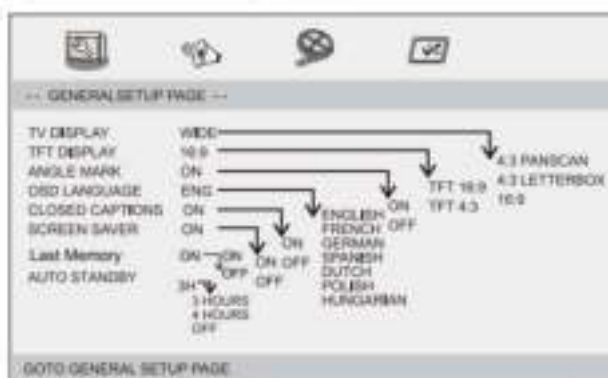 -- GENERAL SETUP PAGE --
TV DISPLAY WIDE
TFT DISPLAY 16:9
ANGLE MARK ON
OSD LANGUAGE ENG
CLOSED CAPTIONS ON
SCREEN SAVER ON
Last Memory ON
AUTO STANDBY 3H
4:3 PANSCAN
4:3 LETTERBOX
16:9
TFT 16:9
TFT 4:3
ON
OFF
ENGLISH
FRENCH
GERMAN
SPANISH
DUTCH
POLISH
HUNGARIAN
ON
OFF
ON
OFF
ON
OFF
3 HOURS
4 HOURS
OFF
GOTO GENERAL SETUP PAGE